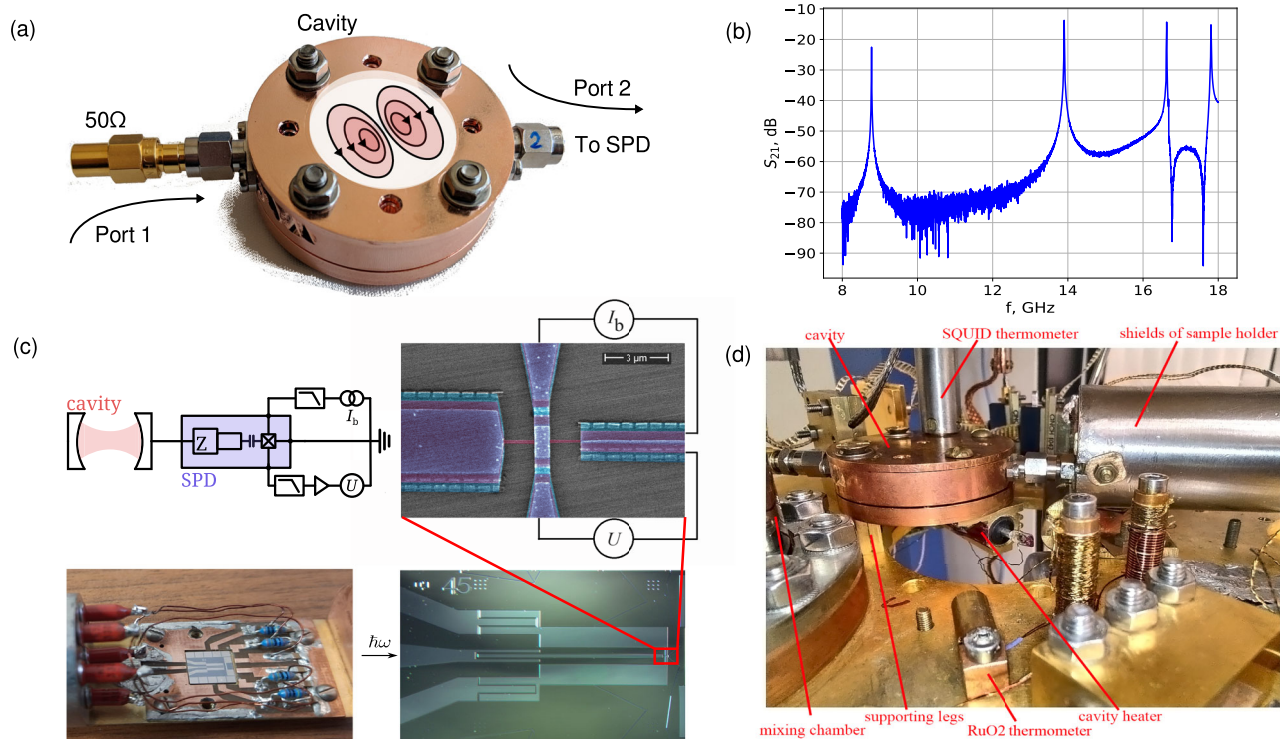 (a)
Cavity
Port 2
50Ω
2
To SPD
Port 1
(b)
S21, dB
−10
−20
−30
−40
−50
−60
−70
−80
−90
8
10
12
14
16
18
f, GHz
(c)
Ib
3 μm
cavity
Z
Ib
SPD
U
U
45
ħω
(d)
cavity
SQUID thermometer
shields of sample holder
mixing chamber
supporting legs
RuO2 thermometer
cavity heater